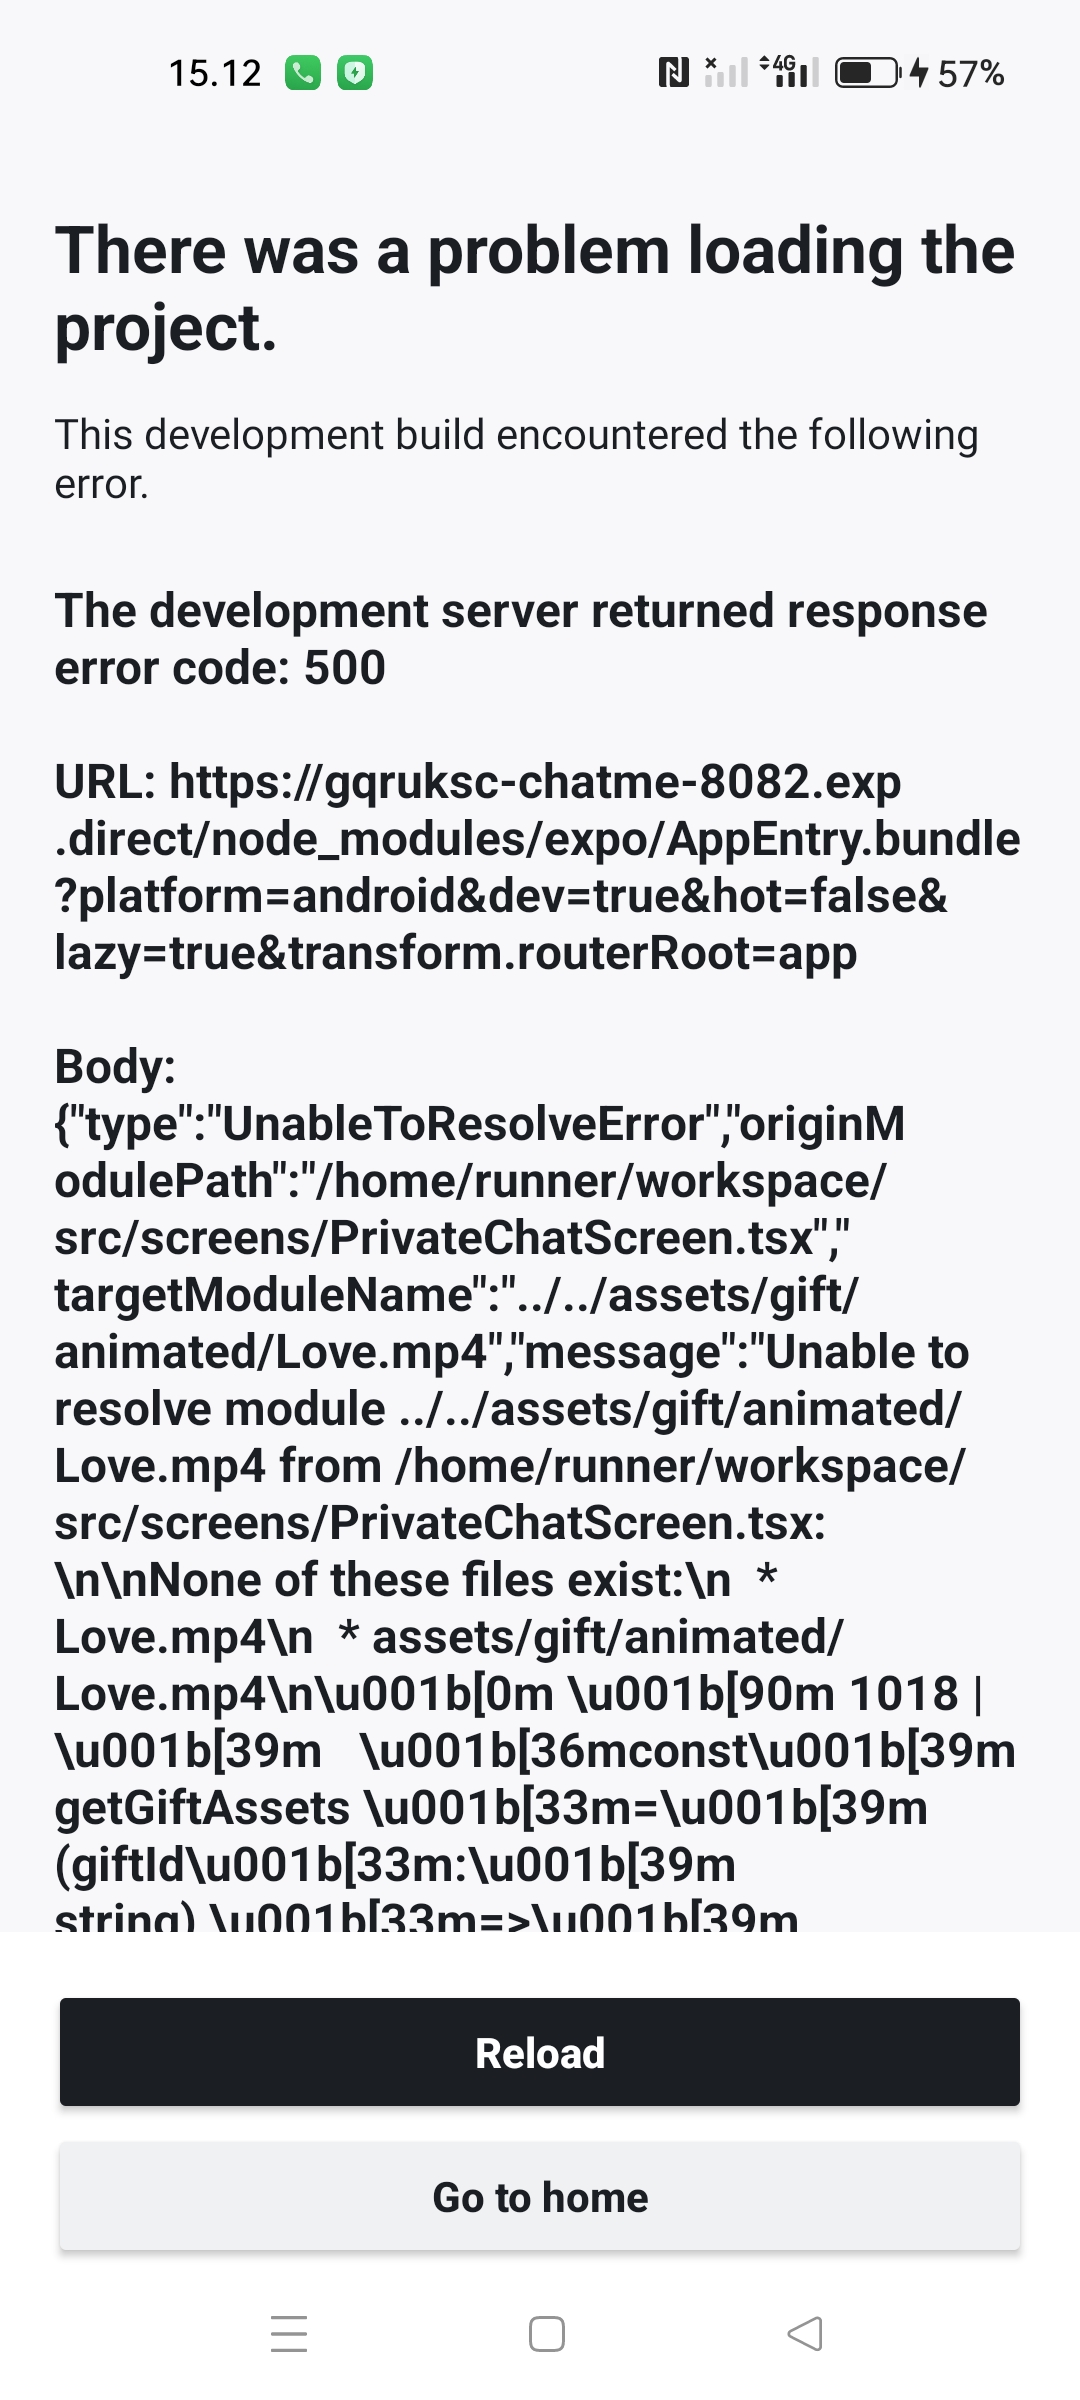 15.12
4G
57%
There was a problem loading the
project.
This development build encountered the following
error.
The development server returned response
error code: 500
URL: https://gqruksc-chatme-8082.exp
.direct/node_modules/expo/AppEntry.bundle
?platform=android&dev=true&hot=false&
lazy=true&transform.routerRoot=app
Body:
{"type":"UnableToResolveError","originM
odulePath":"/home/runner/workspace/
src/screens/PrivateChatScreen.tsx","
targetModuleName":"../../assets/gift/
animated/Love.mp4","message":"Unable to
resolve module ../../assets/gift/animated/
Love.mp4 from /home/runner/workspace/
src/screens/PrivateChatScreen.tsx:
\n\nNone of these files exist:\n  *
Love.mp4\n  * assets/gift/animated/
Love.mp4\n\u001b[0m \u001b[90m 1018 |
\u001b[39m   \u001b[36mconst\u001b[39m
getGiftAssets \u001b[33m=\u001b[39m
(giftId\u001b[33m:\u001b[39m
string) \u001b[33m=>\u001b[39m
Reload
Go to home